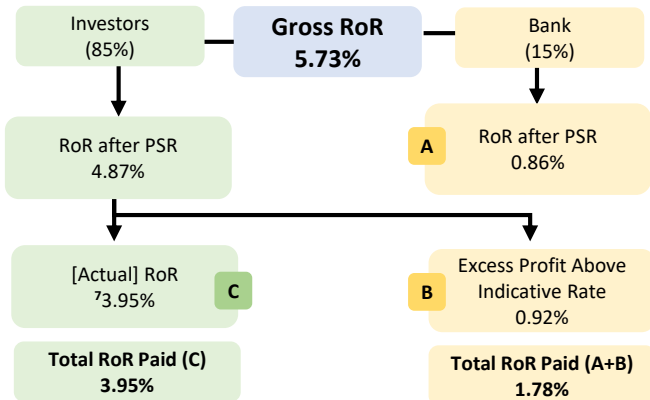 Investors
(85%)
Gross RoR
5.73%
Bank
(15%)
RoR after PSR
4.87%
A
RoR after PSR
0.86%
[Actual] RoR
⁷3.95%
C
B
Excess Profit Above
Indicative Rate
0.92%
Total RoR Paid (C)
3.95%
Total RoR Paid (A+B)
1.78%